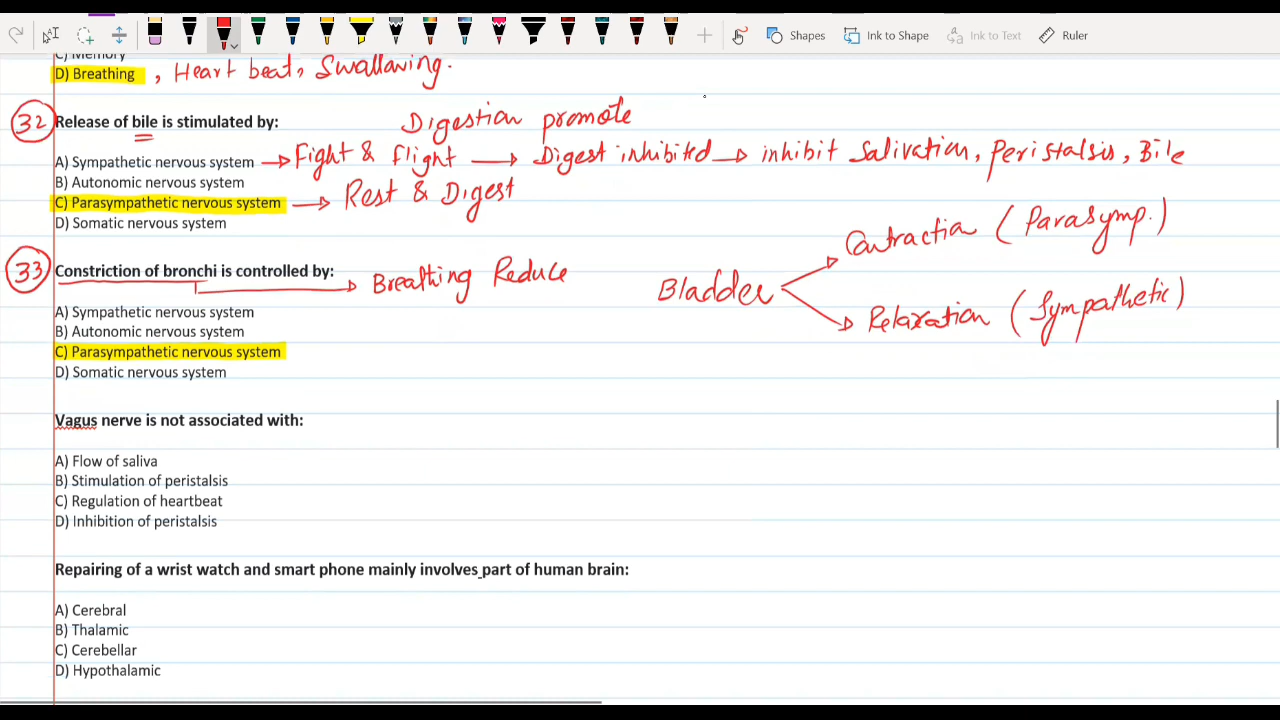 Shapes Ink to Shape Ink to Text Ruler
C) Memory
D) Breathing , Heart beat, Swallowing.
32 Release of bile is stimulated by: Digestion promote
A) Sympathetic nervous system → Fight & flight → Digest inhibited → inhibit Salivation, Peristalsis, Bile
B) Autonomic nervous system
C) Parasympathetic nervous system → Rest & Digest
D) Somatic nervous system
Contraction (Parasymp.)
33 Constriction of bronchi is controlled by: → Breathing Reduce
Bladder
Relaxation (Sympathetic)
A) Sympathetic nervous system
B) Autonomic nervous system
C) Parasympathetic nervous system
D) Somatic nervous system
Vagus nerve is not associated with:
A) Flow of saliva
B) Stimulation of peristalsis
C) Regulation of heartbeat
D) Inhibition of peristalsis
Repairing of a wrist watch and smart phone mainly involves_part of human brain:
A) Cerebral
B) Thalamic
C) Cerebellar
D) Hypothalamic